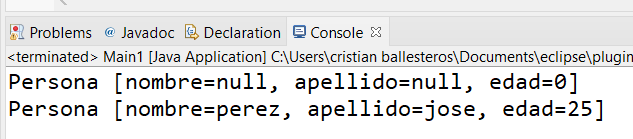 Problems @ Javadoc Declaration Console
<terminated> Main1 [Java Application] C:\Users\cristian ballesteros\Documents\eclipse\plugin
Persona [nombre=null, apellido=null, edad=0]
Persona [nombre=perez, apellido=jose, edad=25]